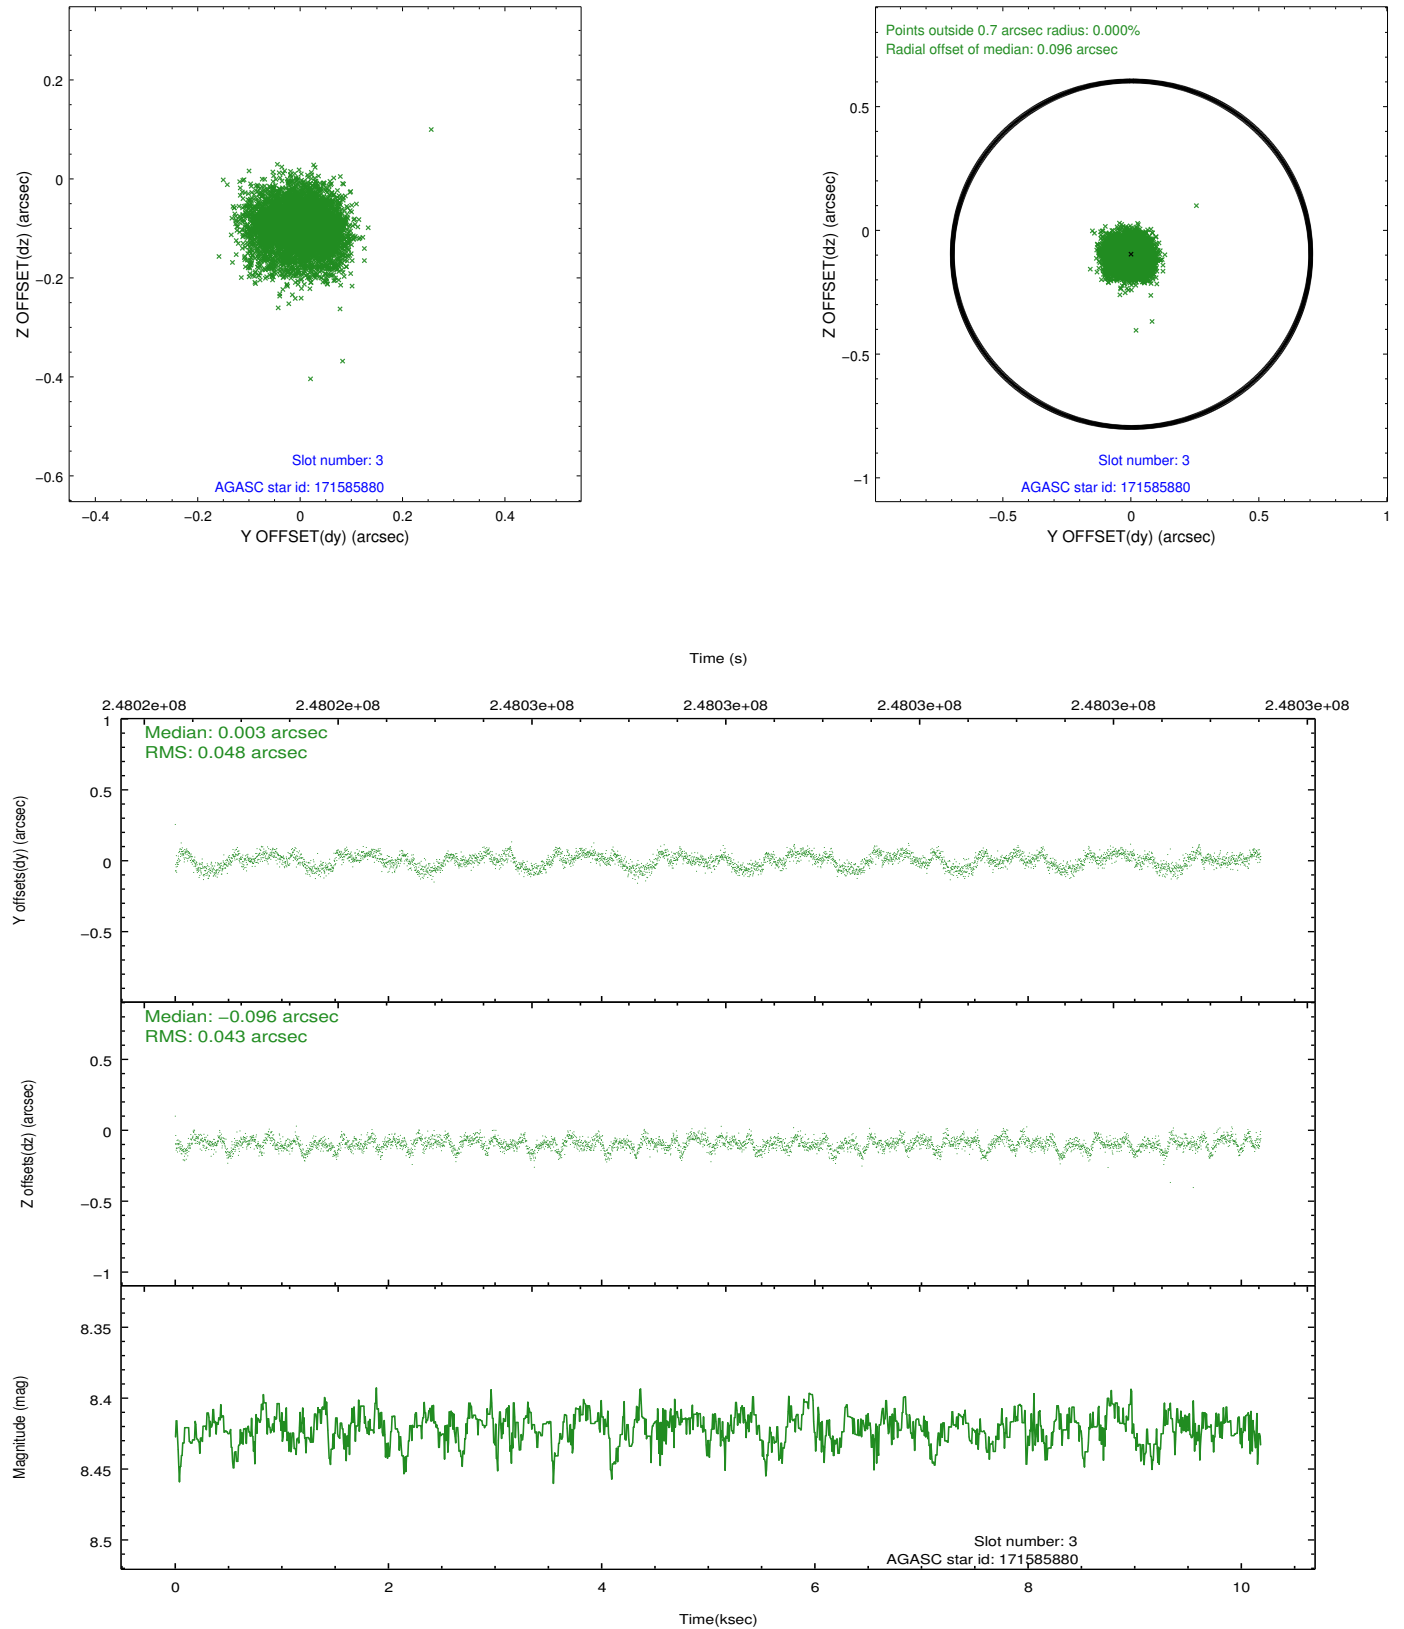 0.2
0
−0.2
−0.4
−0.6
Z OFFSET(dz) (arcsec)
Slot number: 3
AGASC star id: 171585880
−0.4 −0.2 0 0.2 0.4
Y OFFSET(dy) (arcsec)
Points outside 0.7 arcsec radius: 0.000%
Radial offset of median: 0.096 arcsec
0.5
0
−0.5
−1
Z OFFSET(dz) (arcsec)
Slot number: 3
AGASC star id: 171585880
−0.5 0 0.5 1
Y OFFSET(dy) (arcsec)
Time (s)
2.4802e+08 2.4802e+08 2.4803e+08 2.4803e+08 2.4803e+08 2.4803e+08 2.4803e+08
Median: 0.003 arcsec
RMS: 0.048 arcsec
1
0.5
0
−0.5
Y offsets(dy) (arcsec)
Median: −0.096 arcsec
RMS: 0.043 arcsec
0.5
0
−0.5
−1
Z offsets(dz) (arcsec)
8.35
8.4
8.45
8.5
Magnitude (mag)
Slot number: 3
AGASC star id: 171585880
0 2 4 6 8 10
Time(ksec)